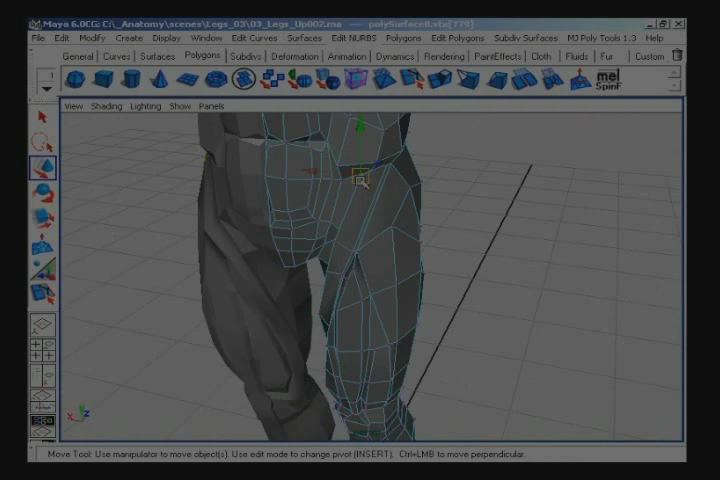 Maya 6.0CG: C:\_Anatomy\scenes\Legs_03\03_Legs_Up002.ma --- polySurface8.vtx[779]
File Edit Modify Create Display Window Edit Curves Surfaces Edit NURBS Polygons Edit Polygons Subdiv Surfaces MJ Poly Tools 1.3 Help
General Curves Surfaces Polygons Subdivs Deformation Animation Dynamics Rendering PaintEffects Cloth Fluids Fur Custom
mel
SpinF
View Shading Lighting Show Panels
Move Tool: Use manipulator to move object(s). Use edit mode to change pivot (INSERT). Ctrl+LMB to move perpendicular.